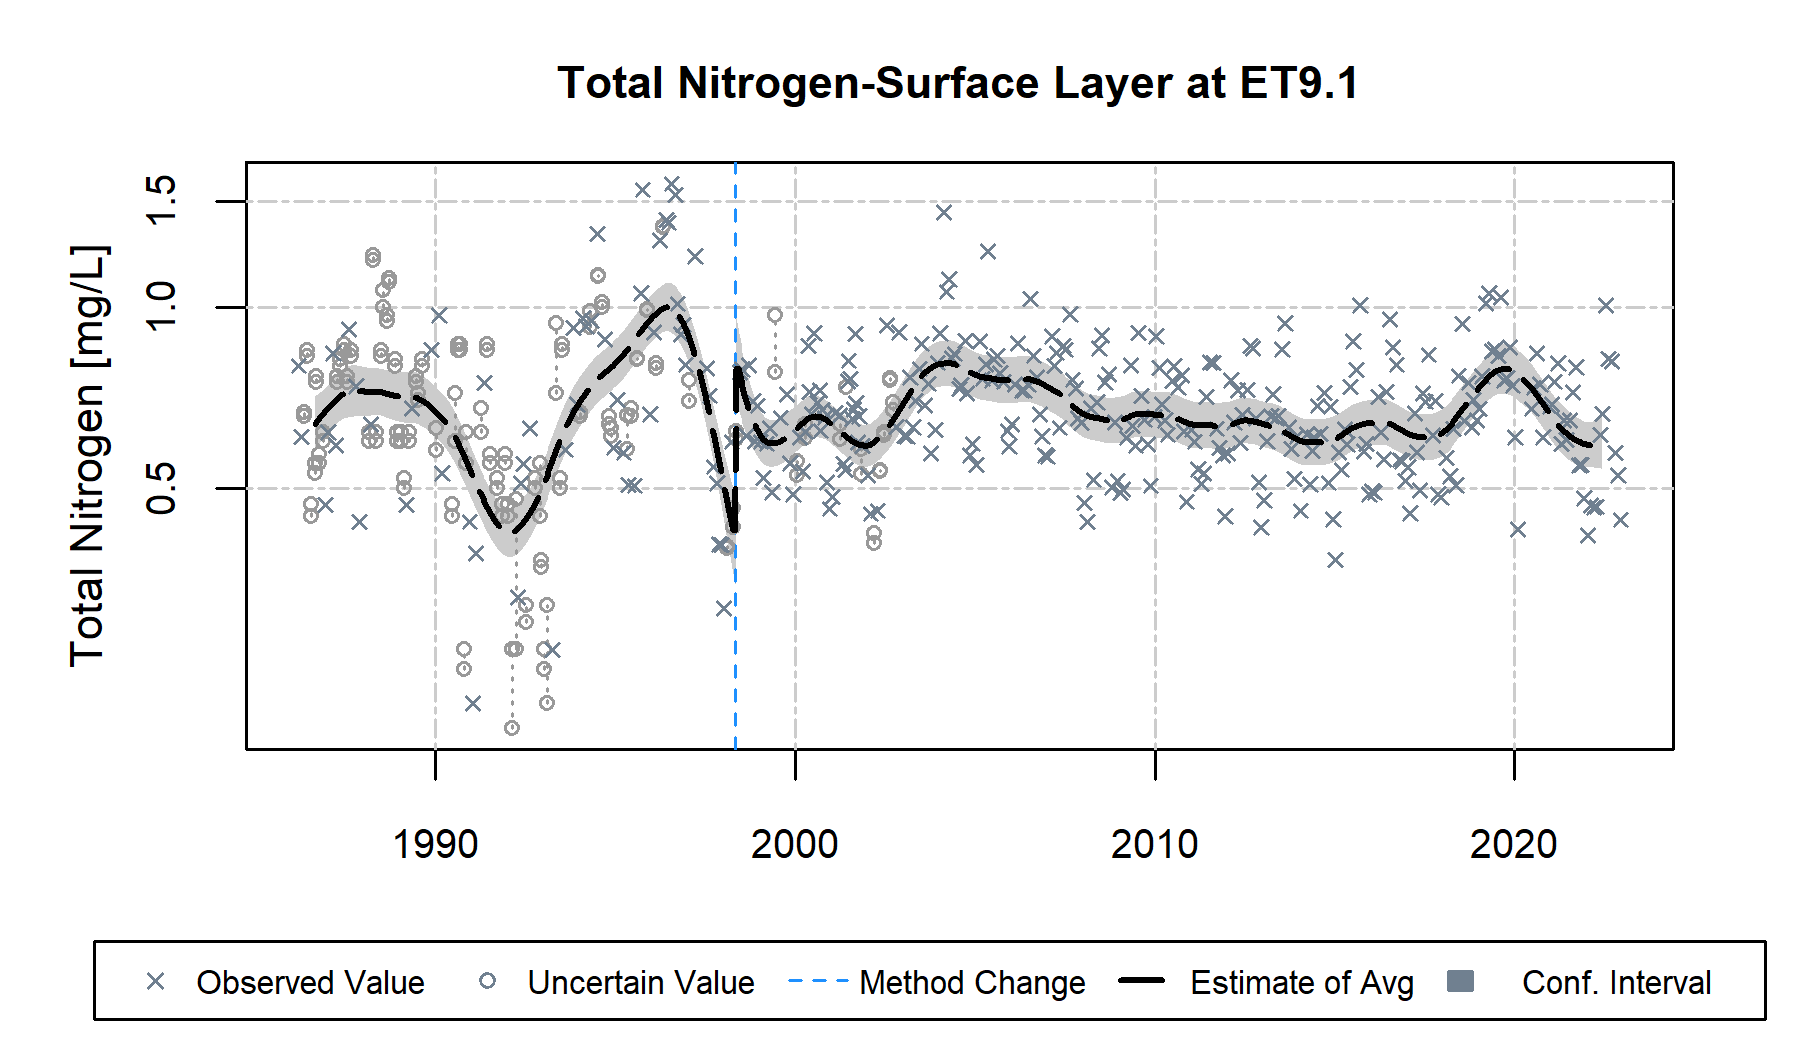 Total Nitrogen-Surface Layer at ET9.1
Total Nitrogen [mg/L]
1.5
1.0
0.5
1990 2000 2010 2020
Observed Value Uncertain Value Method Change Estimate of Avg Conf. Interval